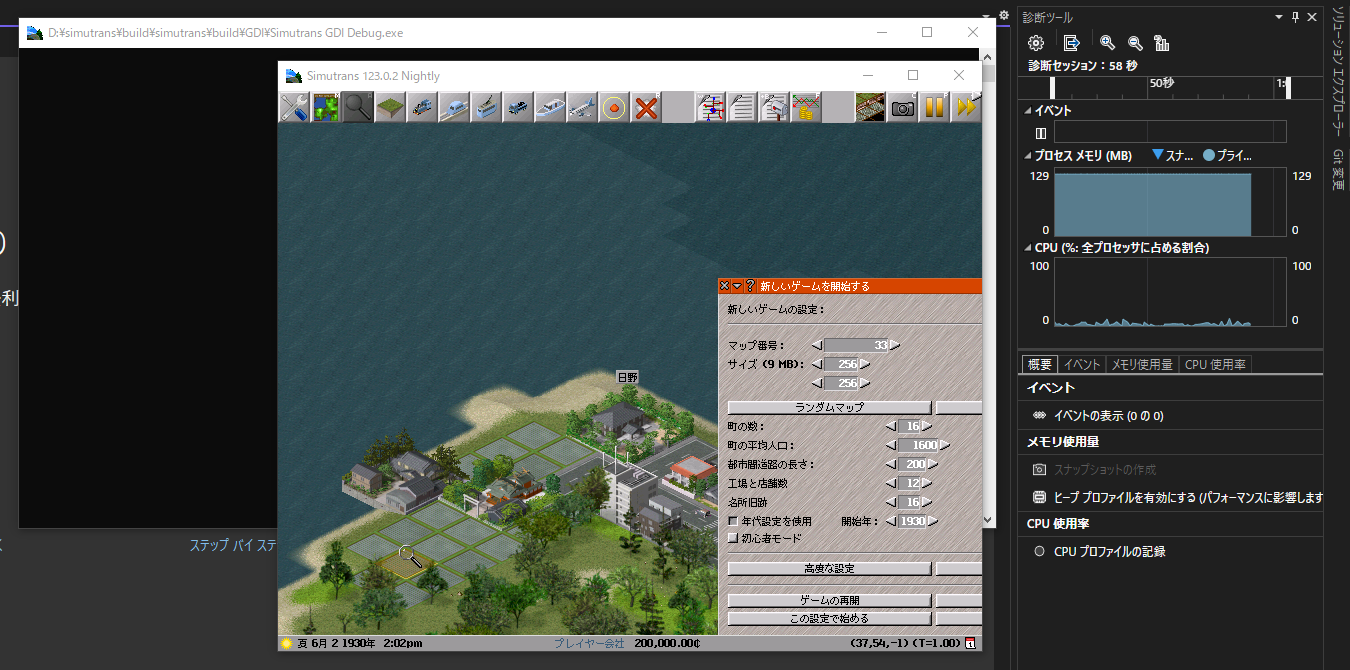 D:¥simutrans¥build¥simutrans¥build¥GDI¥Simutrans GDI Debug.exe
Simutrans 123.0.2 Nightly
日野
新しいゲームを開始する
新しいゲームの設定：
マップ番号： 33
サイズ (9 MB): 256
256
ランダムマップ
町の数： 16
町の平均人口： 1600
都市間道路の長さ： 200
工場と店舗数 12
名所旧跡 16
年代設定を使用 開始年： 1930
初心者モード
高度な設定
ゲームの再開
この設定で始める
夏 6月 2 1930年 2:02pm プレイヤー会社 200,000.00¢ (37,54,-1) (T=1.00)
ステップ バイ ステ
利
診断ツール
診断セッション：58 秒
50秒 1:
イベント
プロセス メモリ (MB) スナ... プライ...
129 129
0 0
CPU (%: 全プロセッサに占める割合)
100 100
0 0
概要 イベント メモリ使用量 CPU 使用率
イベント
イベントの表示 (0 の 0)
メモリ使用量
スナップショットの作成
ヒープ プロファイルを有効にする (パフォーマンスに影響します
CPU 使用率
CPU プロファイルの記録
ソリューション エクスプローラー
Git 変更